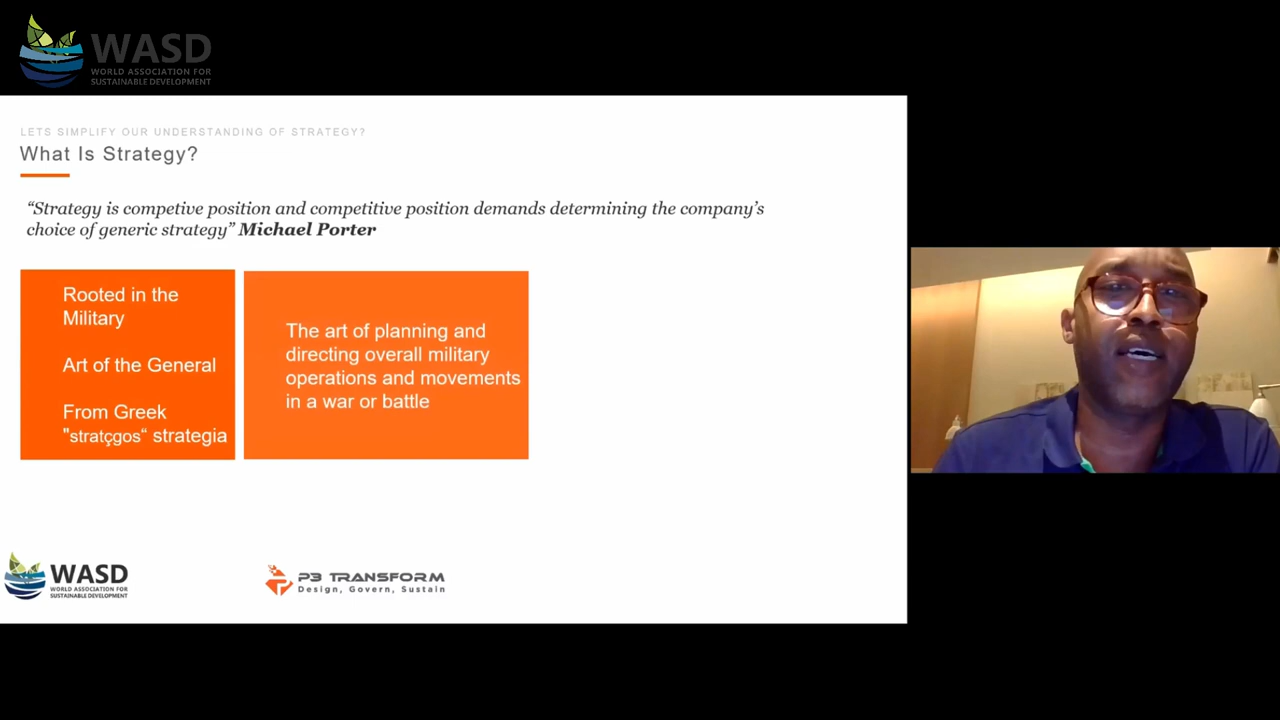 WASD
WORLD ASSOCIATION FOR
SUSTAINABLE DEVELOPMENT
LETS SIMPLIFY OUR UNDERSTANDING OF STRATEGY?
What Is Strategy?
“Strategy is competive position and competitive position demands determining the company’s
choice of generic strategy” Michael Porter
Rooted in the
Military
Art of the General
From Greek
"stratçgos“ strategia
The art of planning and
directing overall military
operations and movements
in a war or battle
WASD
WORLD ASSOCIATION FOR
SUSTAINABLE DEVELOPMENT
P3 TRANSFORM
Design, Govern, Sustain